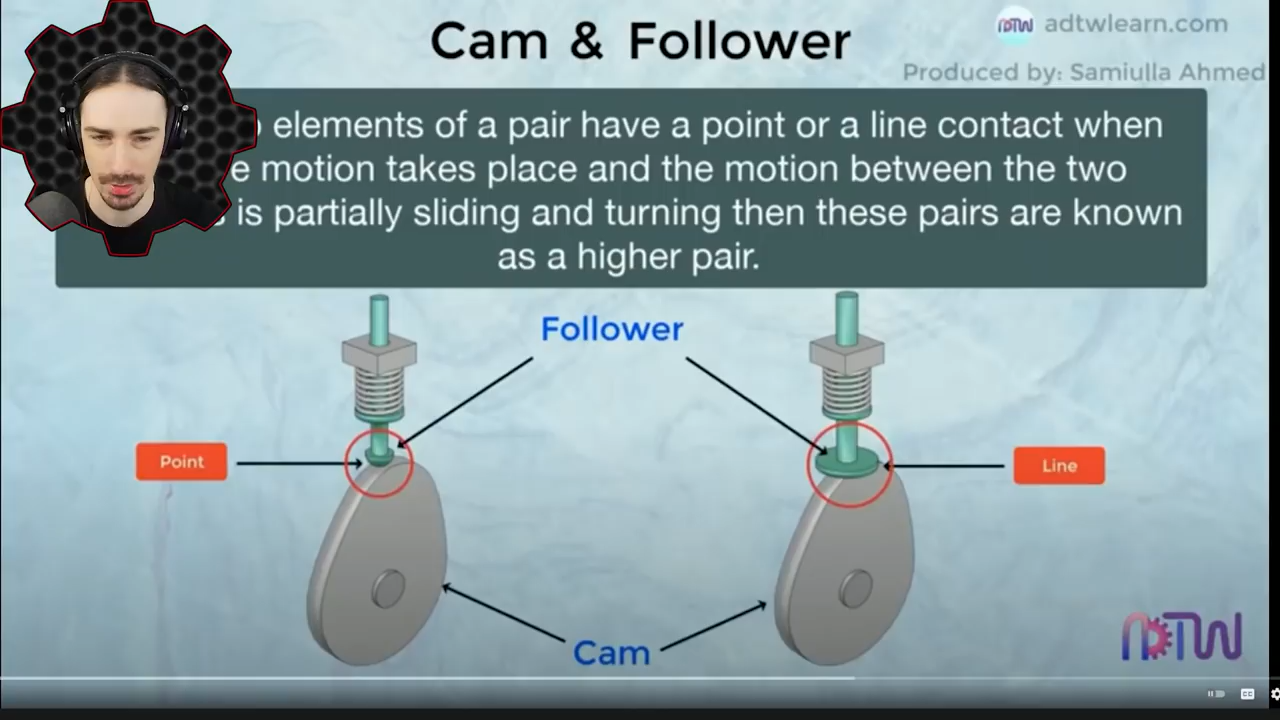 Cam & Follower
adtwlearn.com
Produced by: Samiulla Ahmed
elements of a pair have a point or a line contact when
motion takes place and the motion between the two
is partially sliding and turning then these pairs are known
as a higher pair.
Follower
Point
Line
Cam
ADTW